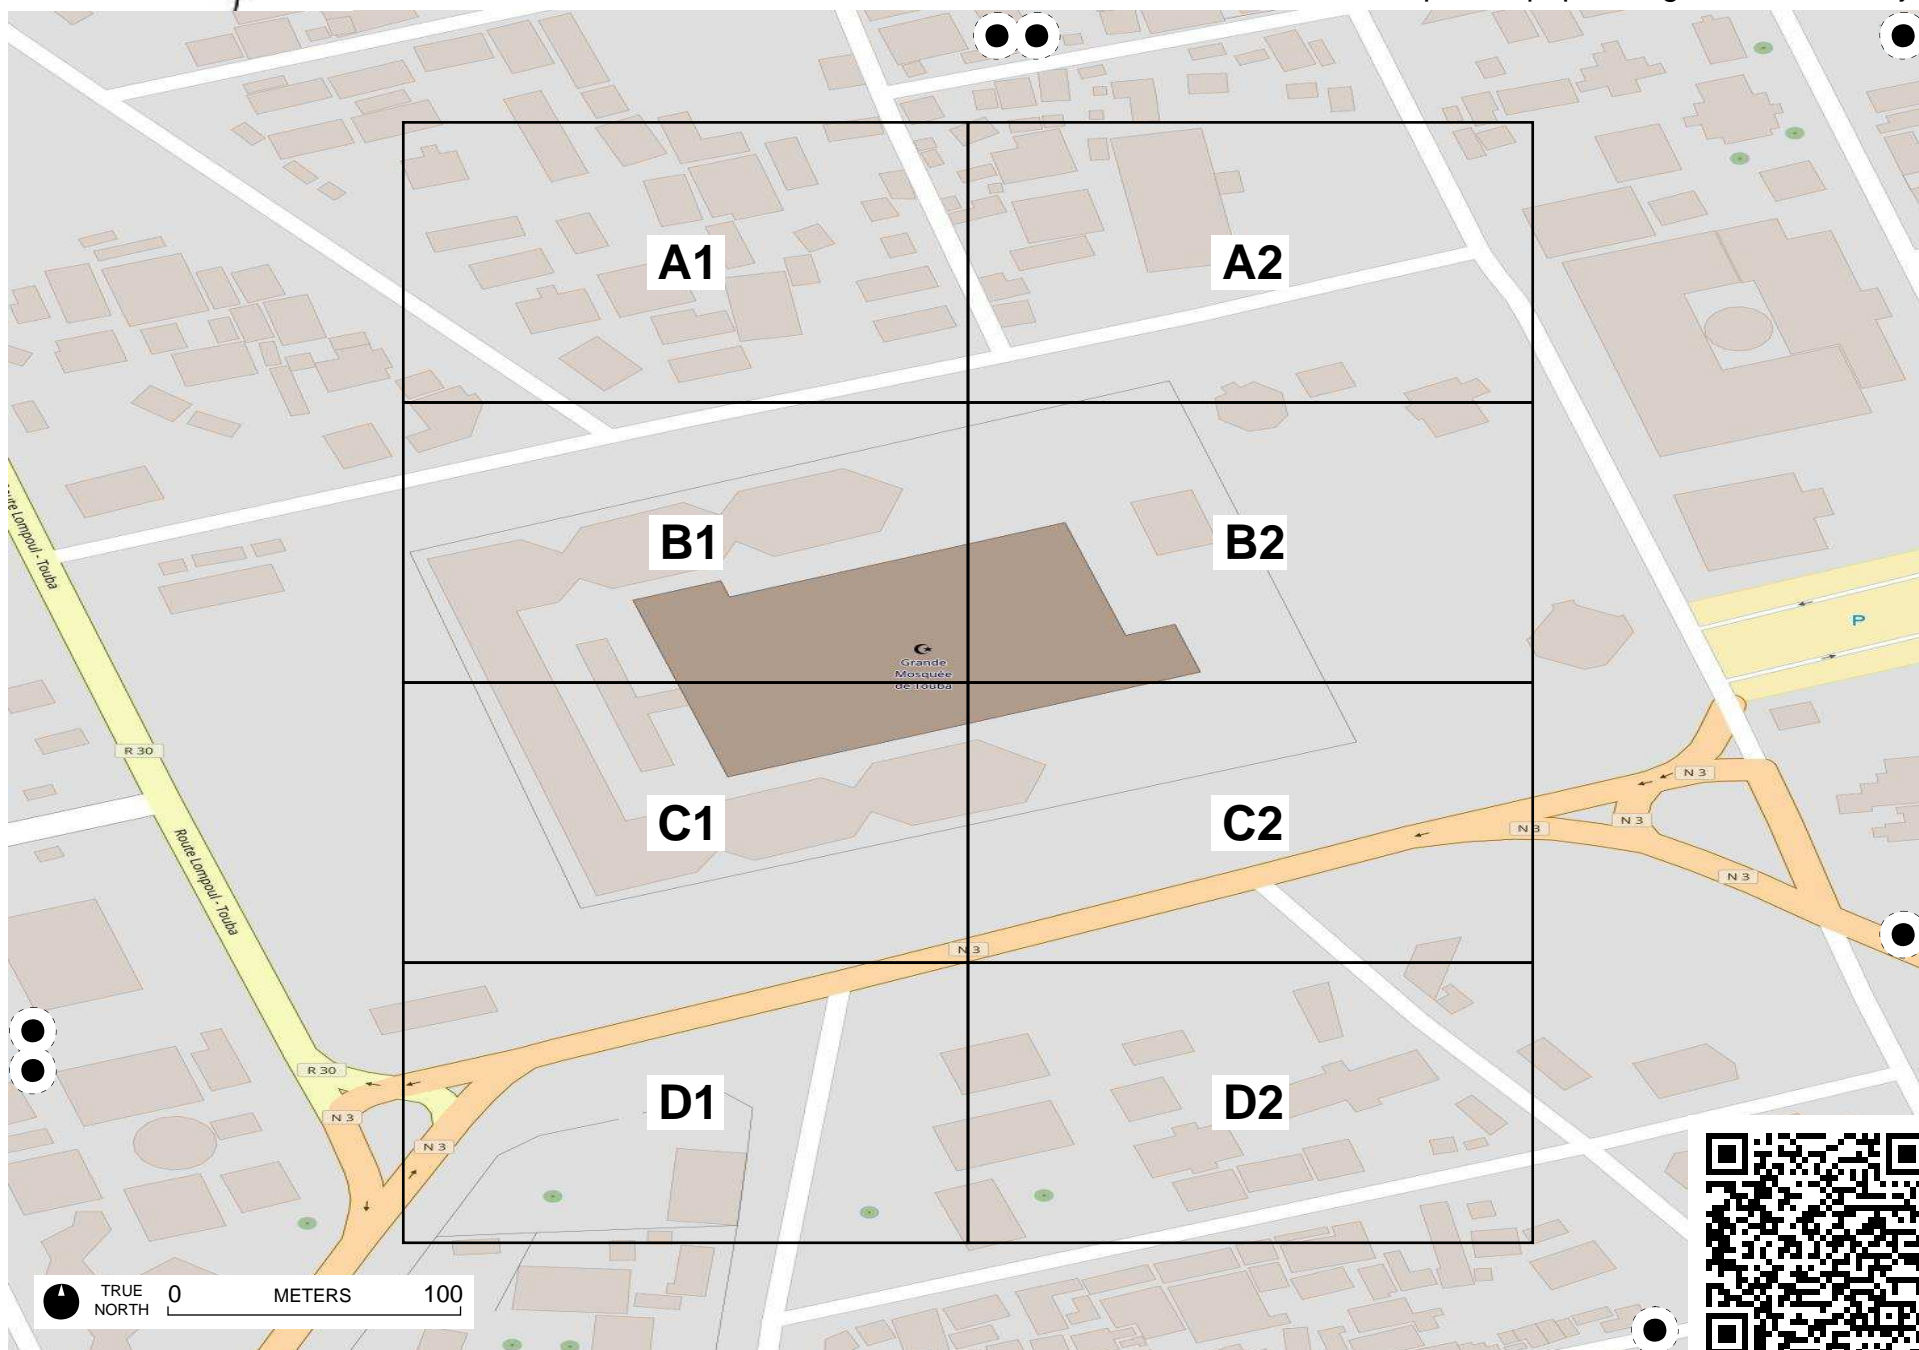 A1
A2
B1
B2
Grande
Mosquée
de Touba
Route Lompoul - Touba
P
R 30
N 3
N 3
N 3
N 3
C1
C2
Route Lompoul - Touba
N 3
R 30
N 3
N 3
D1
D2
TRUE
NORTH
0
METERS
100